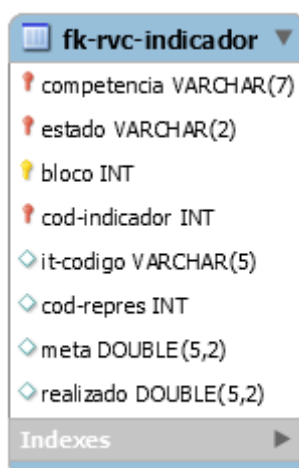 fk-rvc-indicador
competencia VARCHAR(7)
estado VARCHAR(2)
bloco INT
cod-indicador INT
it-codigo VARCHAR(5)
cod-repres INT
meta DOUBLE(5,2)
realizado DOUBLE(5,2)
Indexes